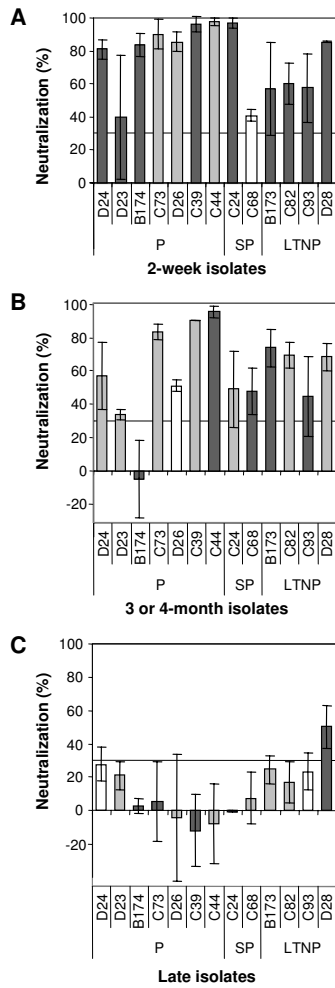 A
Neutralization (%)
100
80
60
40
20
0
D24 D23 B174 C73 D26 C39 C44 C24 C68 B173 C82 C93 D28
P SP LTNP
2-week isolates
B
Neutralization (%)
100
80
60
40
20
0
-20
D24 D23 B174 C73 D26 C39 C44 C24 C68 B173 C82 C93 D28
P SP LTNP
3 or 4-month isolates
C
Neutralization (%)
100
80
60
40
20
0
-20
D24 D23 B174 C73 D26 C39 C44 C24 C68 B173 C82 C93 D28
P SP LTNP
Late isolates